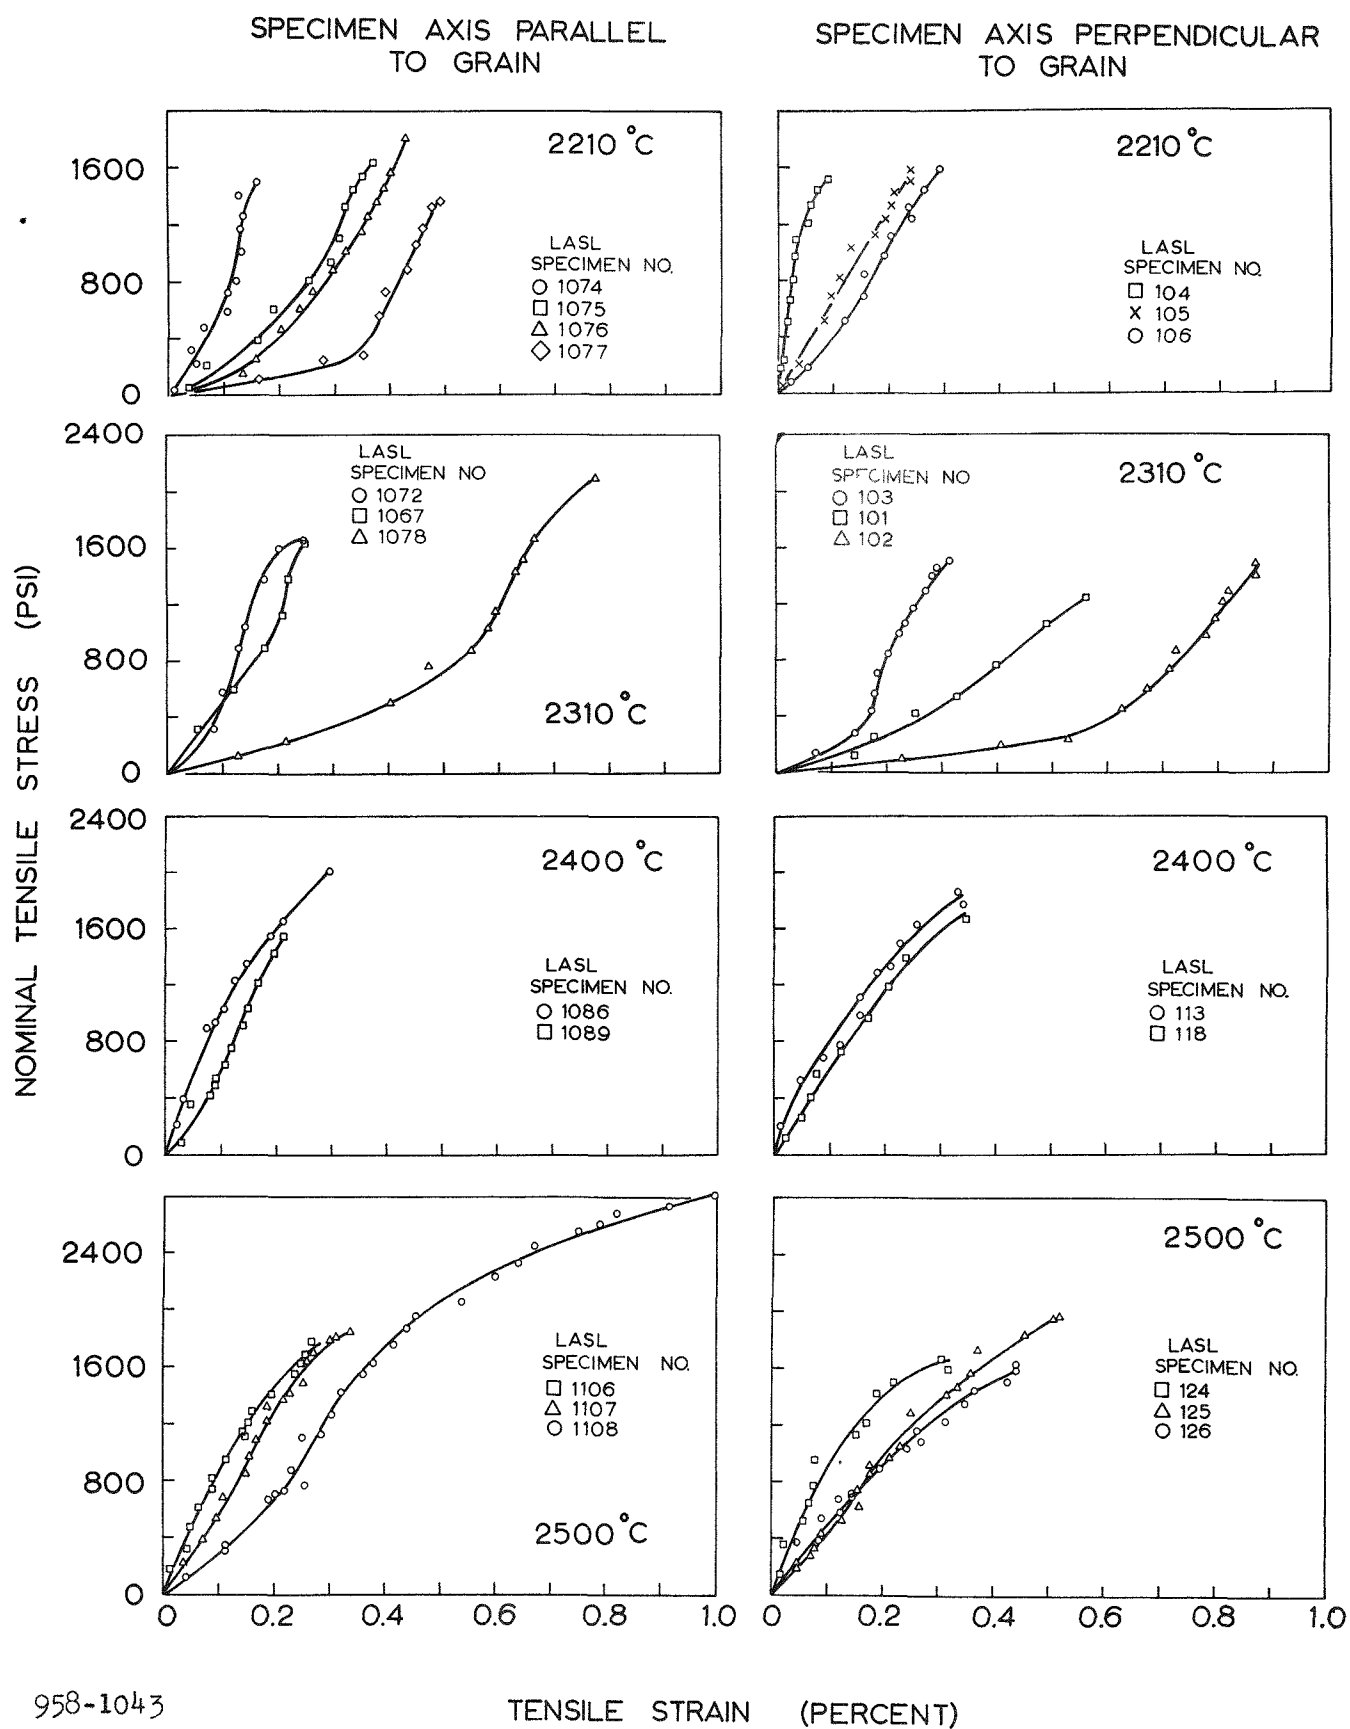 SPECIMEN AXIS PARALLEL
TO GRAIN
SPECIMEN AXIS PERPENDICULAR
TO GRAIN
NOMINAL TENSILE STRESS (PSI)
1600
800
0
2210 °C
LASL
SPECIMEN NO.
1074
1075
1076
1077
2210 °C
LASL
SPECIMEN NO.
104
105
106
2400
1600
800
0
LASL
SPECIMEN NO
1072
1067
1078
2310 °C
LASL
SPECIMEN NO
103
101
102
2310 °C
2400
1600
800
0
2400 °C
LASL
SPECIMEN NO.
1086
1089
2400 °C
LASL
SPECIMEN NO.
113
118
2400
1600
800
0
LASL
SPECIMEN NO.
1106
1107
1108
2500 °C
0 0.2 0.4 0.6 0.8 1.0
2500 °C
LASL
SPECIMEN NO.
124
125
126
0 0.2 0.4 0.6 0.8 1.0
TENSILE STRAIN (PERCENT)
958-1043